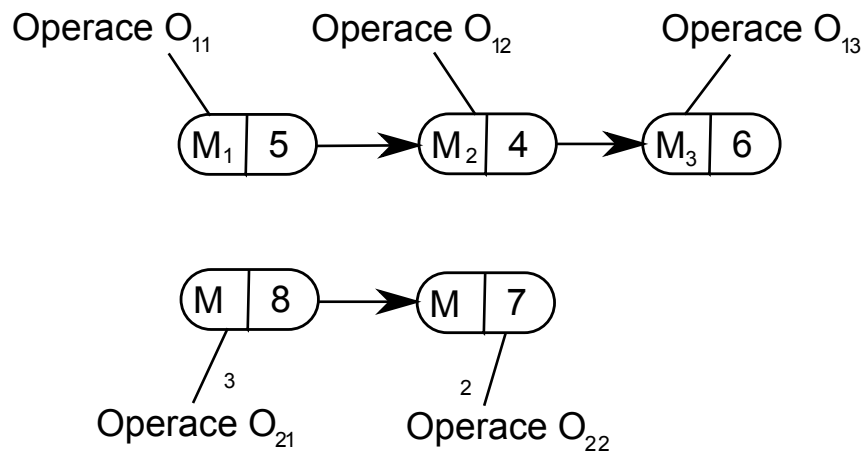 Operace O₁₁ Operace O₁₂ Operace O₁₃
M₁ 5 M₂ 4 M₃ 6
M 8 M 7
3 2
Operace O₂₁ Operace O₂₂